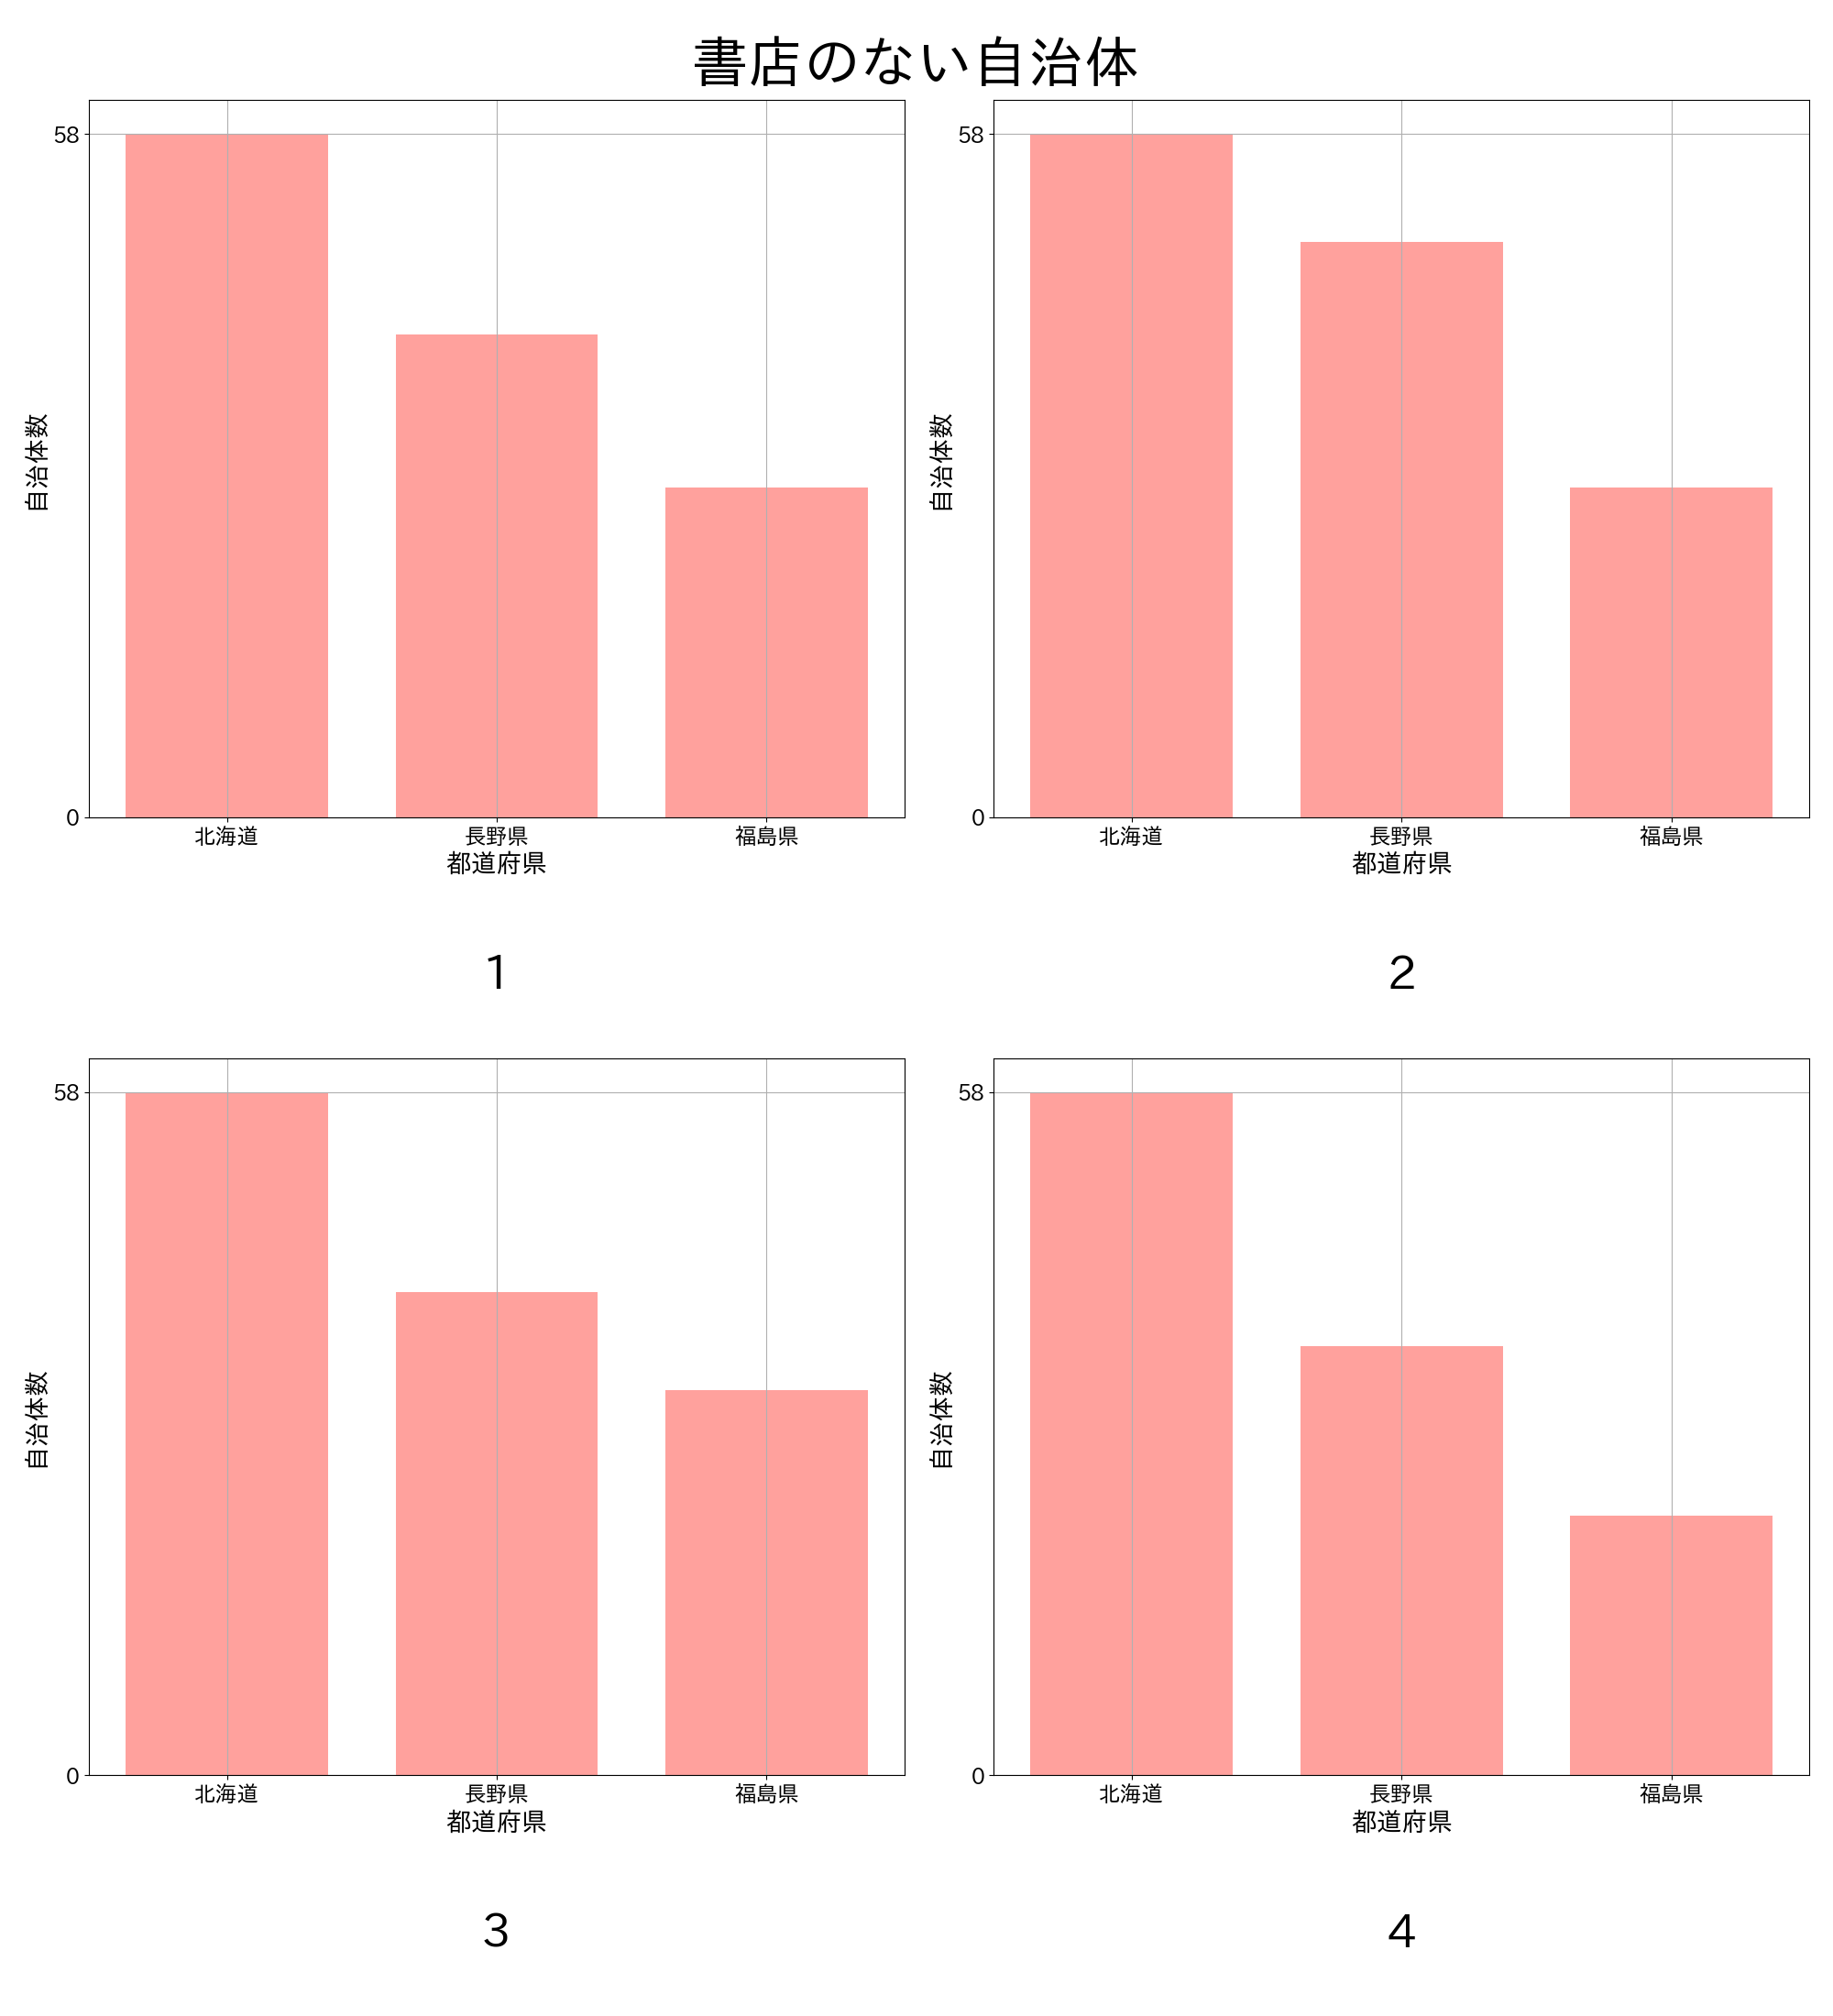 書店のない自治体
58
0
自治体数
北海道 長野県 福島県
都道府県
1
58
0
自治体数
北海道 長野県 福島県
都道府県
2
58
0
自治体数
北海道 長野県 福島県
都道府県
3
58
0
自治体数
北海道 長野県 福島県
都道府県
4